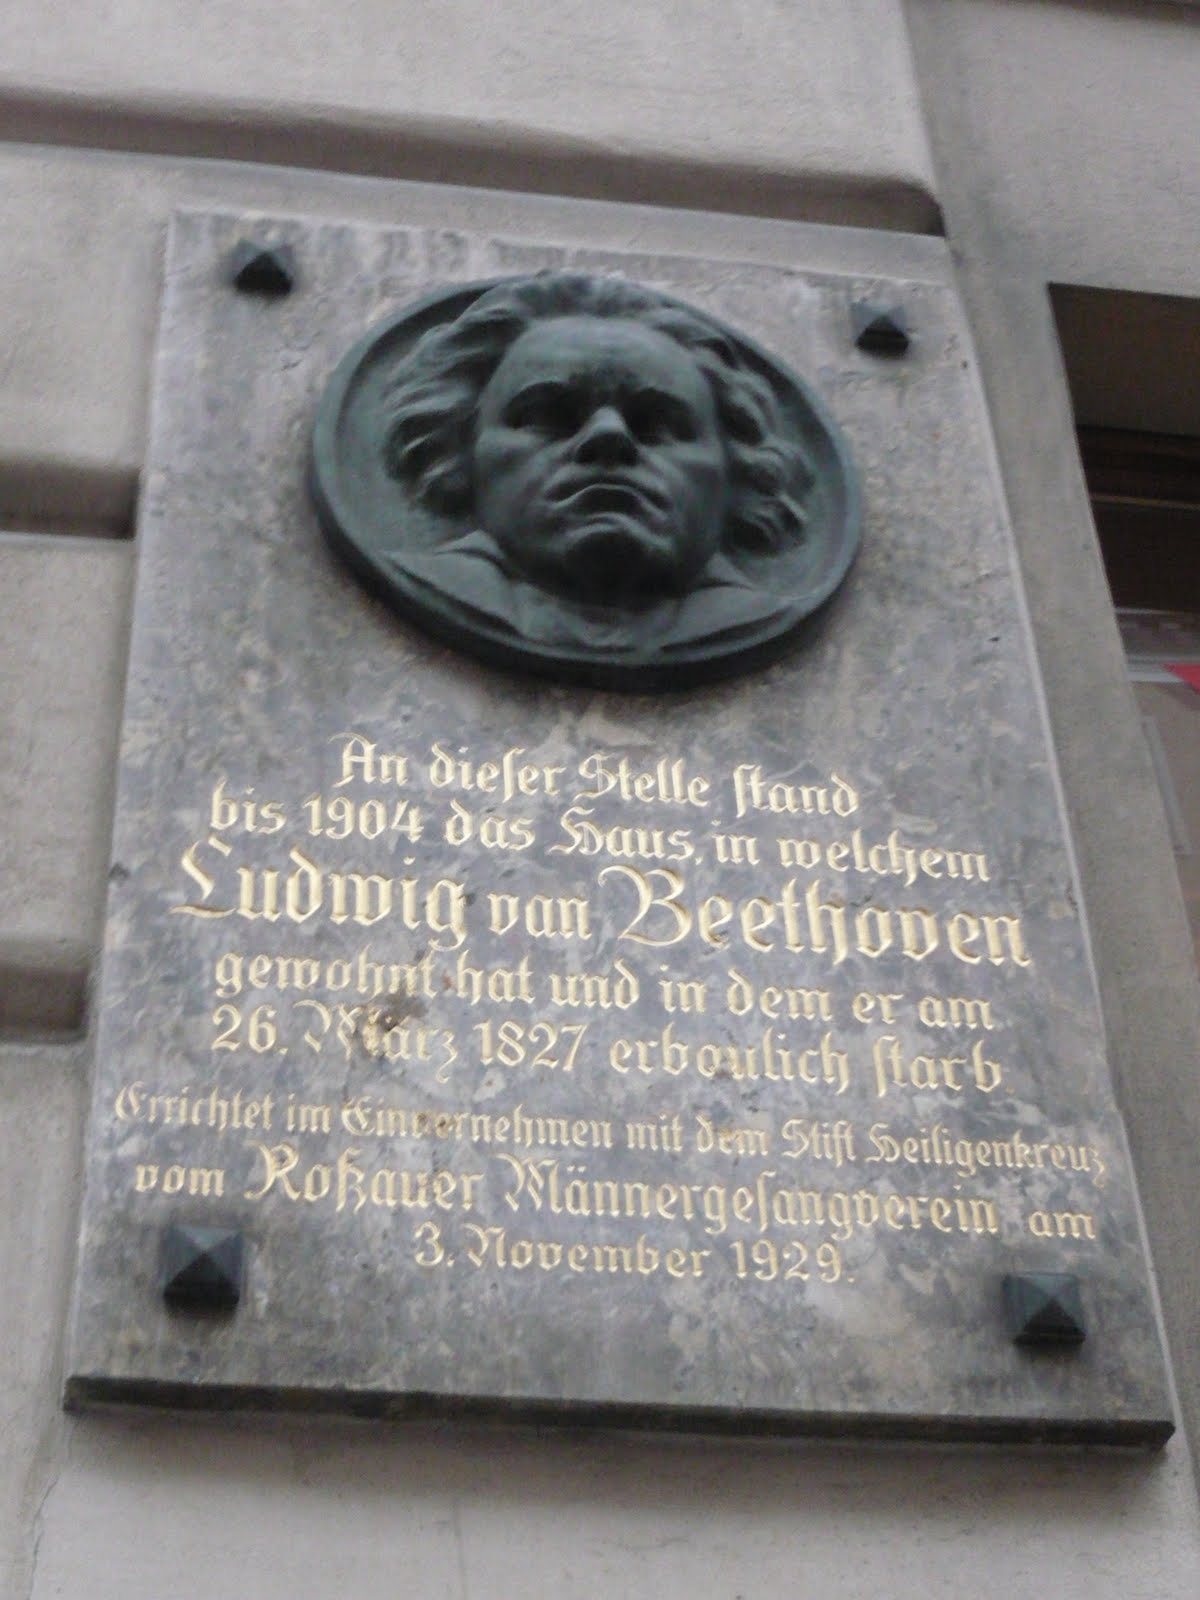 An dieser Stelle stand
bis 1904 das Haus, in welchem
Ludwig van Beethoven
gewohnt hat und in dem er am
26. März 1827 erbaulich starb.
Errichtet im Einvernehmen mit dem Stift Heiligenkreuz
vom Roßauer Männergesangverein am
3. November 1929.